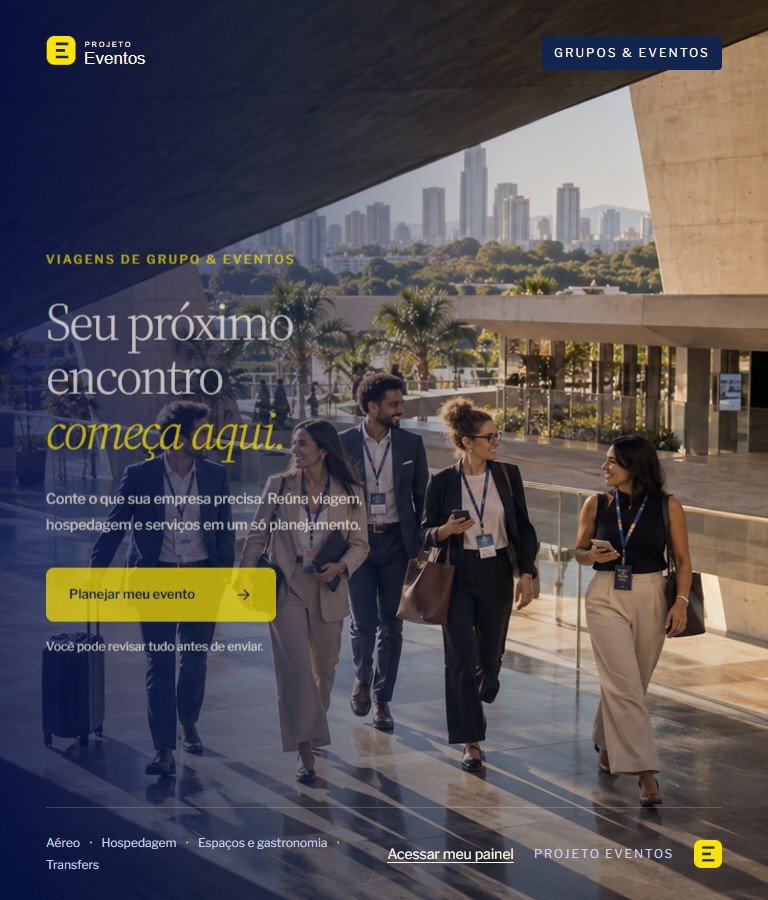 PROJETO
Eventos
GRUPOS & EVENTOS
VIAGENS DE GRUPO & EVENTOS
Seu próximo
encontro
começa aqui.
Conte o que sua empresa precisa. Reúna viagem,
hospedagem e serviços em um só planejamento.
Planejar meu evento →
Você pode revisar tudo antes de enviar.
Aéreo · Hospedagem · Espaços e gastronomia ·
Transfers
Acessar meu painel
PROJETO EVENTOS